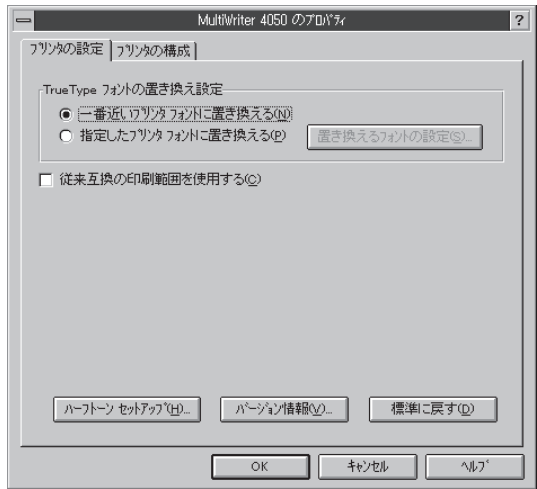 MultiWriter 4050 のﾌﾟﾛﾊﾟﾃｨ ?
ﾌﾟﾘﾝﾀの設定 ﾌﾟﾘﾝﾀの構成
TrueType ﾌｫﾝﾄの置き換え設定
一番近いﾌﾟﾘﾝﾀ ﾌｫﾝﾄに置き換える(N)
指定したﾌﾟﾘﾝﾀ ﾌｫﾝﾄに置き換える(P) 置き換えるﾌｫﾝﾄの設定(S)...
従来互換の印刷範囲を使用する(C)
ﾊｰﾌﾄｰﾝ ｾｯﾄｱｯﾌﾟ(H)... ﾊﾞｰｼﾞｮﾝ情報(V)... 標準に戻す(D)
OK ｷｬﾝｾﾙ ﾍﾙﾌﾟ